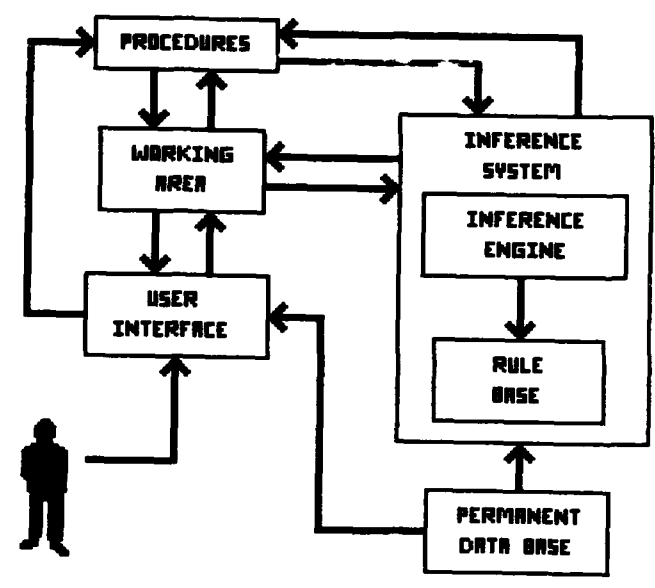 PROCEDURES
WORKING
AREA
USER
INTERFACE
INFERENCE
SYSTEM
INFERENCE
ENGINE
RULE
BASE
PERMANENT
DATA BASE